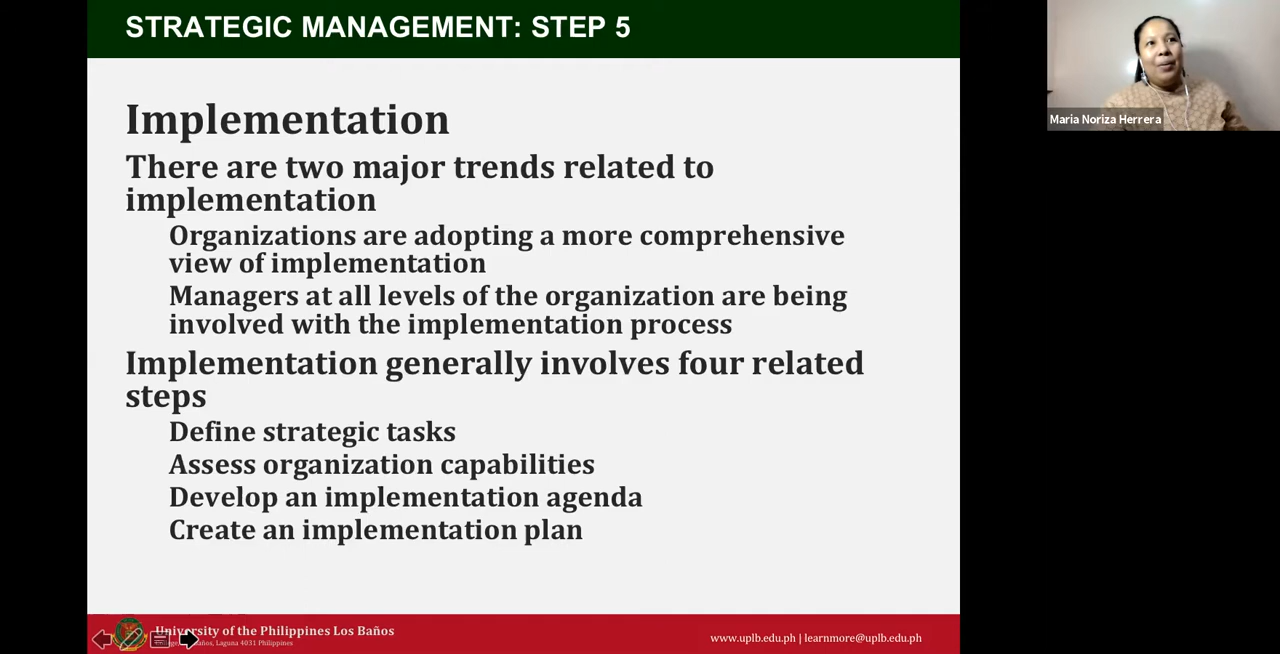 STRATEGIC MANAGEMENT: STEP 5
Maria Noriza Herrera
Implementation
There are two major trends related to
implementation
Organizations are adopting a more comprehensive
view of implementation
Managers at all levels of the organization are being
involved with the implementation process
Implementation generally involves four related
steps
Define strategic tasks
Assess organization capabilities
Develop an implementation agenda
Create an implementation plan
University of the Philippines Los Baños
Laguna 4031 Philippines
www.uplb.edu.ph | learnmore@uplb.edu.ph